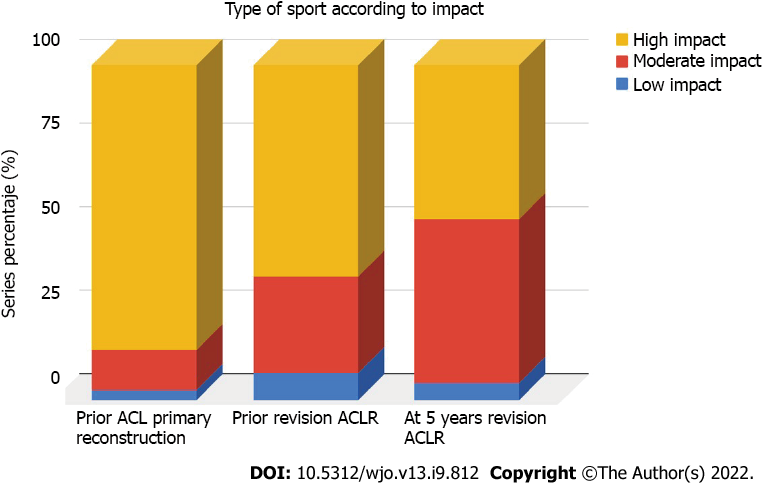 Type of sport according to impact
100
75
50
25
0
Series percentaje (%)
High impact
Moderate impact
Low impact
Prior ACL primary
reconstruction
Prior revision ACLR
At 5 years revision
ACLR
DOI: 10.5312/wjo.v13.i9.812 Copyright ©The Author(s) 2022.